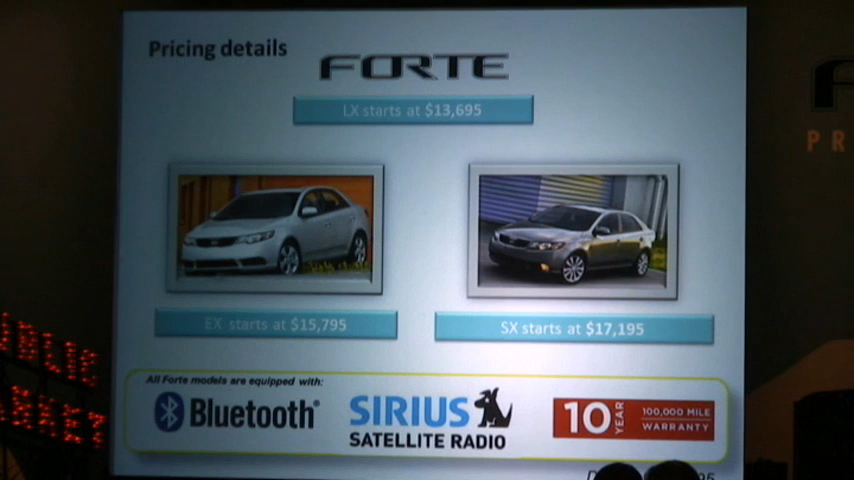 Pricing details
FORTE
LX starts at $13,695
EX starts at $15,795
SX starts at $17,195
All Forte models are equipped with:
Bluetooth®
SIRIUS
SATELLITE RADIO
10 YEAR
100,000 MILE
WARRANTY